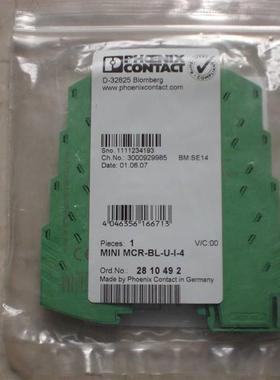 PHOENIX
CONTACT
D-32825 Blomberg
www.phoenixcontact.com
Sno. 1111234193
Ch.No.: 3000929985 BM:SE14
Date: 01.06.07
4 046356 166713
Pieces: 1 V/C:00
MINI MCR-BL-U-I-4
Ord.No.: 28 10 49 2
Made by Phoenix Contact in Germany